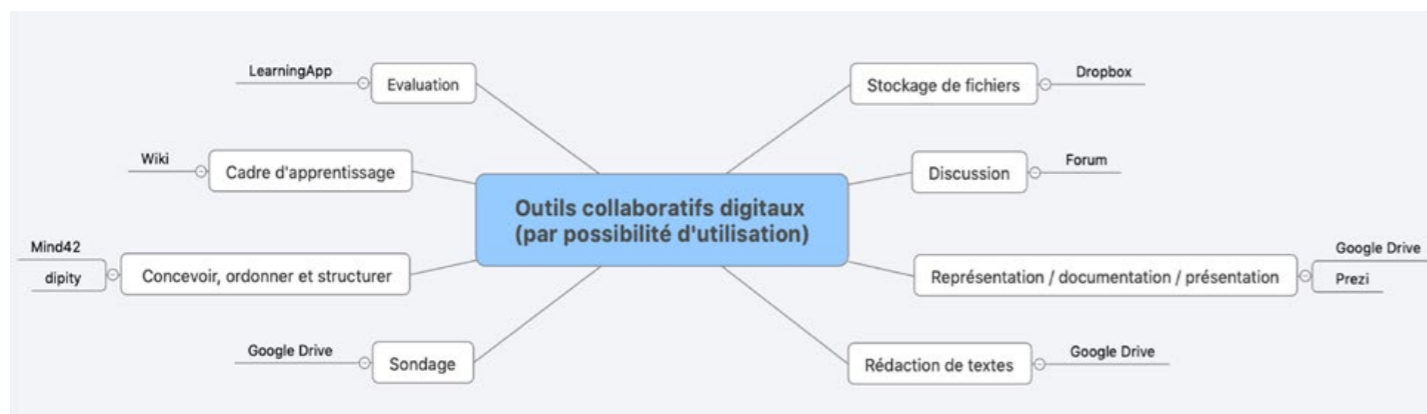 LearningApp
Evaluation
Stockage de fichiers
Dropbox
Wiki
Cadre d'apprentissage
Discussion
Forum
Outils collaboratifs digitaux
(par possibilité d'utilisation)
Mind42
dipity
Concevoir, ordonner et structurer
Représentation / documentation / présentation
Google Drive
Prezi
Google Drive
Sondage
Rédaction de textes
Google Drive